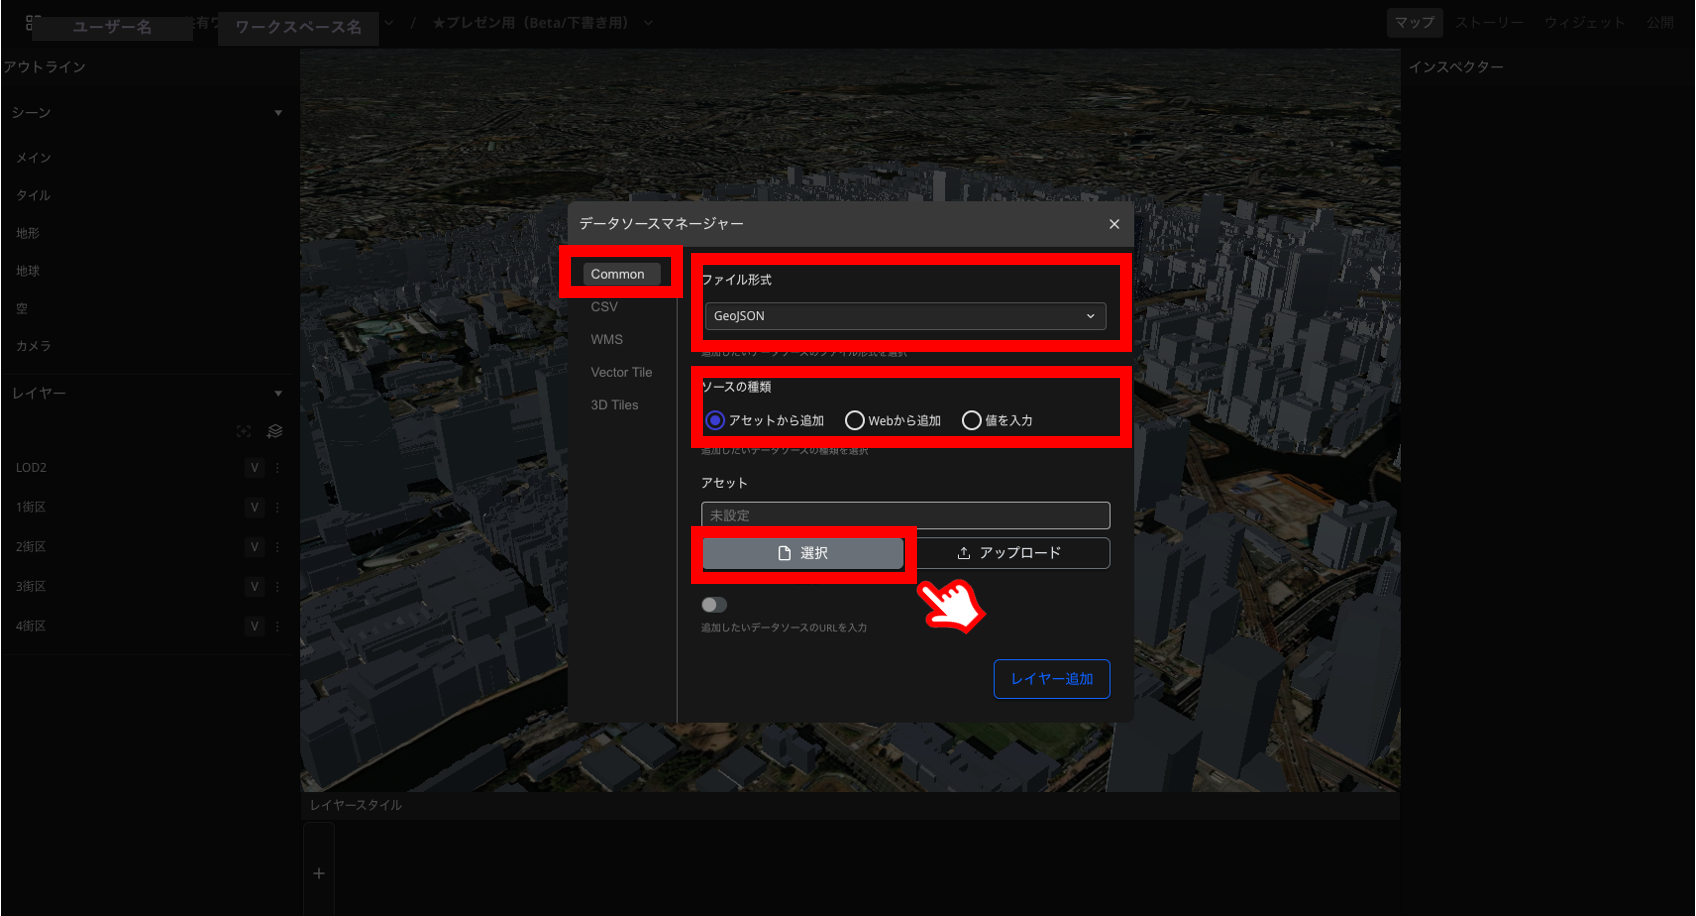 ユーザー名
有
ワークスペース名
/
★プレゼン用（Beta/下書き用）
マップ
ストーリー
ウィジェット
公開
アウトライン
シーン
メイン
タイル
地形
地球
空
カメラ
レイヤー
LOD2 V
1街区 V
2街区 V
3街区 V
4街区 V
データソースマネージャー
Common
CSV
WMS
Vector Tile
3D Tiles
ファイル形式
GeoJSON
追加したいデータソースのファイル形式を選択
ソースの種類
アセットから追加 Webから追加 値を入力
追加したいデータソースの種類を選択
アセット
未設定
選択 アップロード
追加したいデータソースのURLを入力
レイヤー追加
レイヤースタイル
+
インスペクター